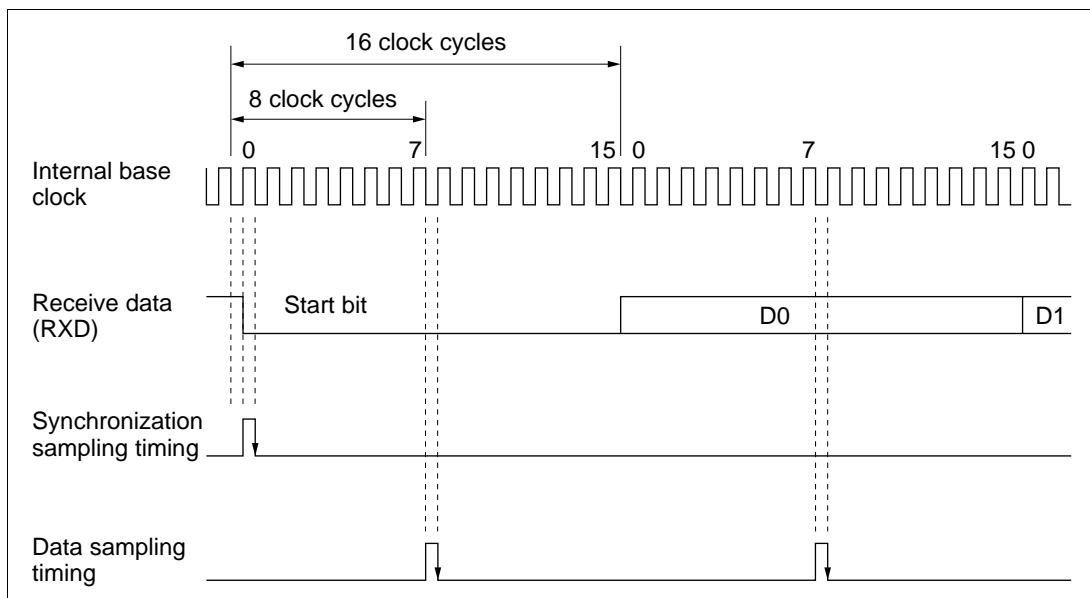 16 clock cycles
8 clock cycles
0 7 15 0 7 15 0
Internal base
clock
Receive data
(RXD)
Start bit
D0
D1
Synchronization
sampling timing
Data sampling
timing